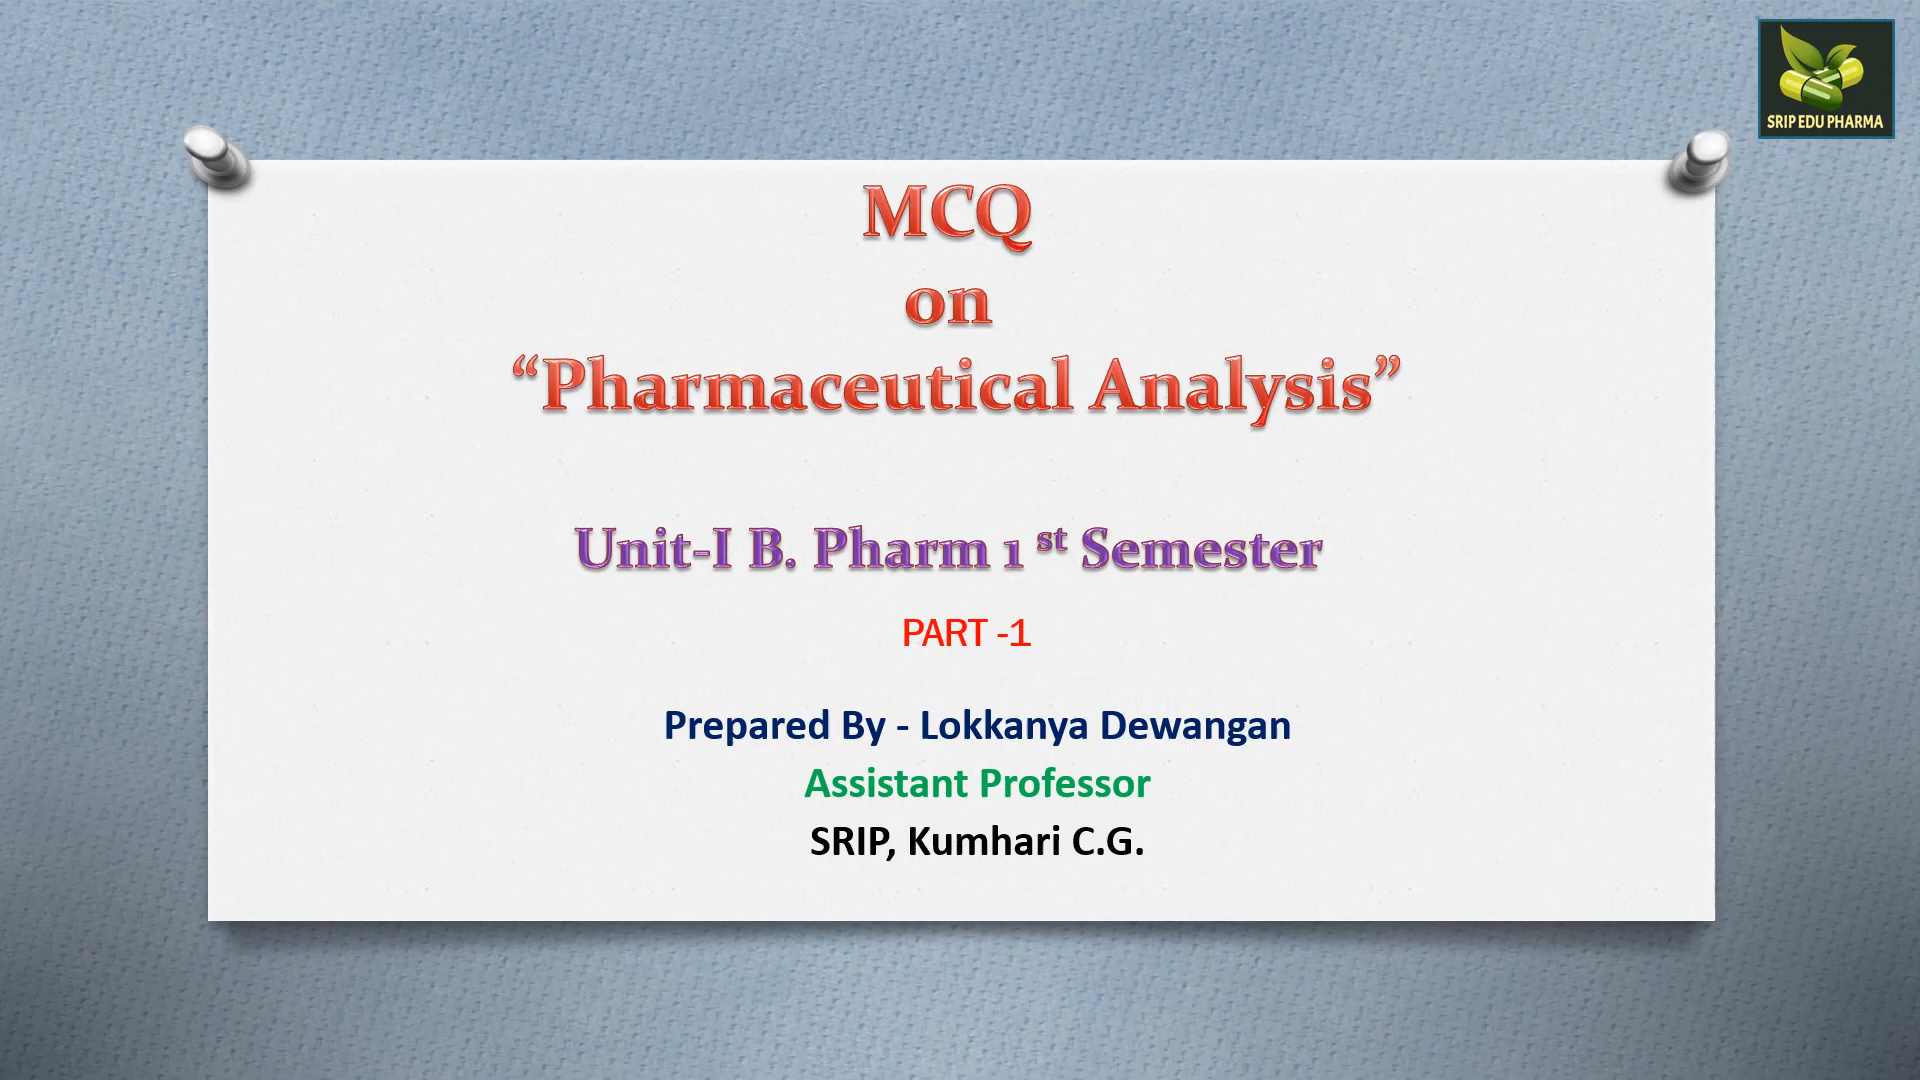 SRIP EDU PHARMA
MCQ
on
“Pharmaceutical Analysis”
Unit-I B. Pharm 1 st Semester
PART -1
Prepared By - Lokkanya Dewangan
Assistant Professor
SRIP, Kumhari C.G.